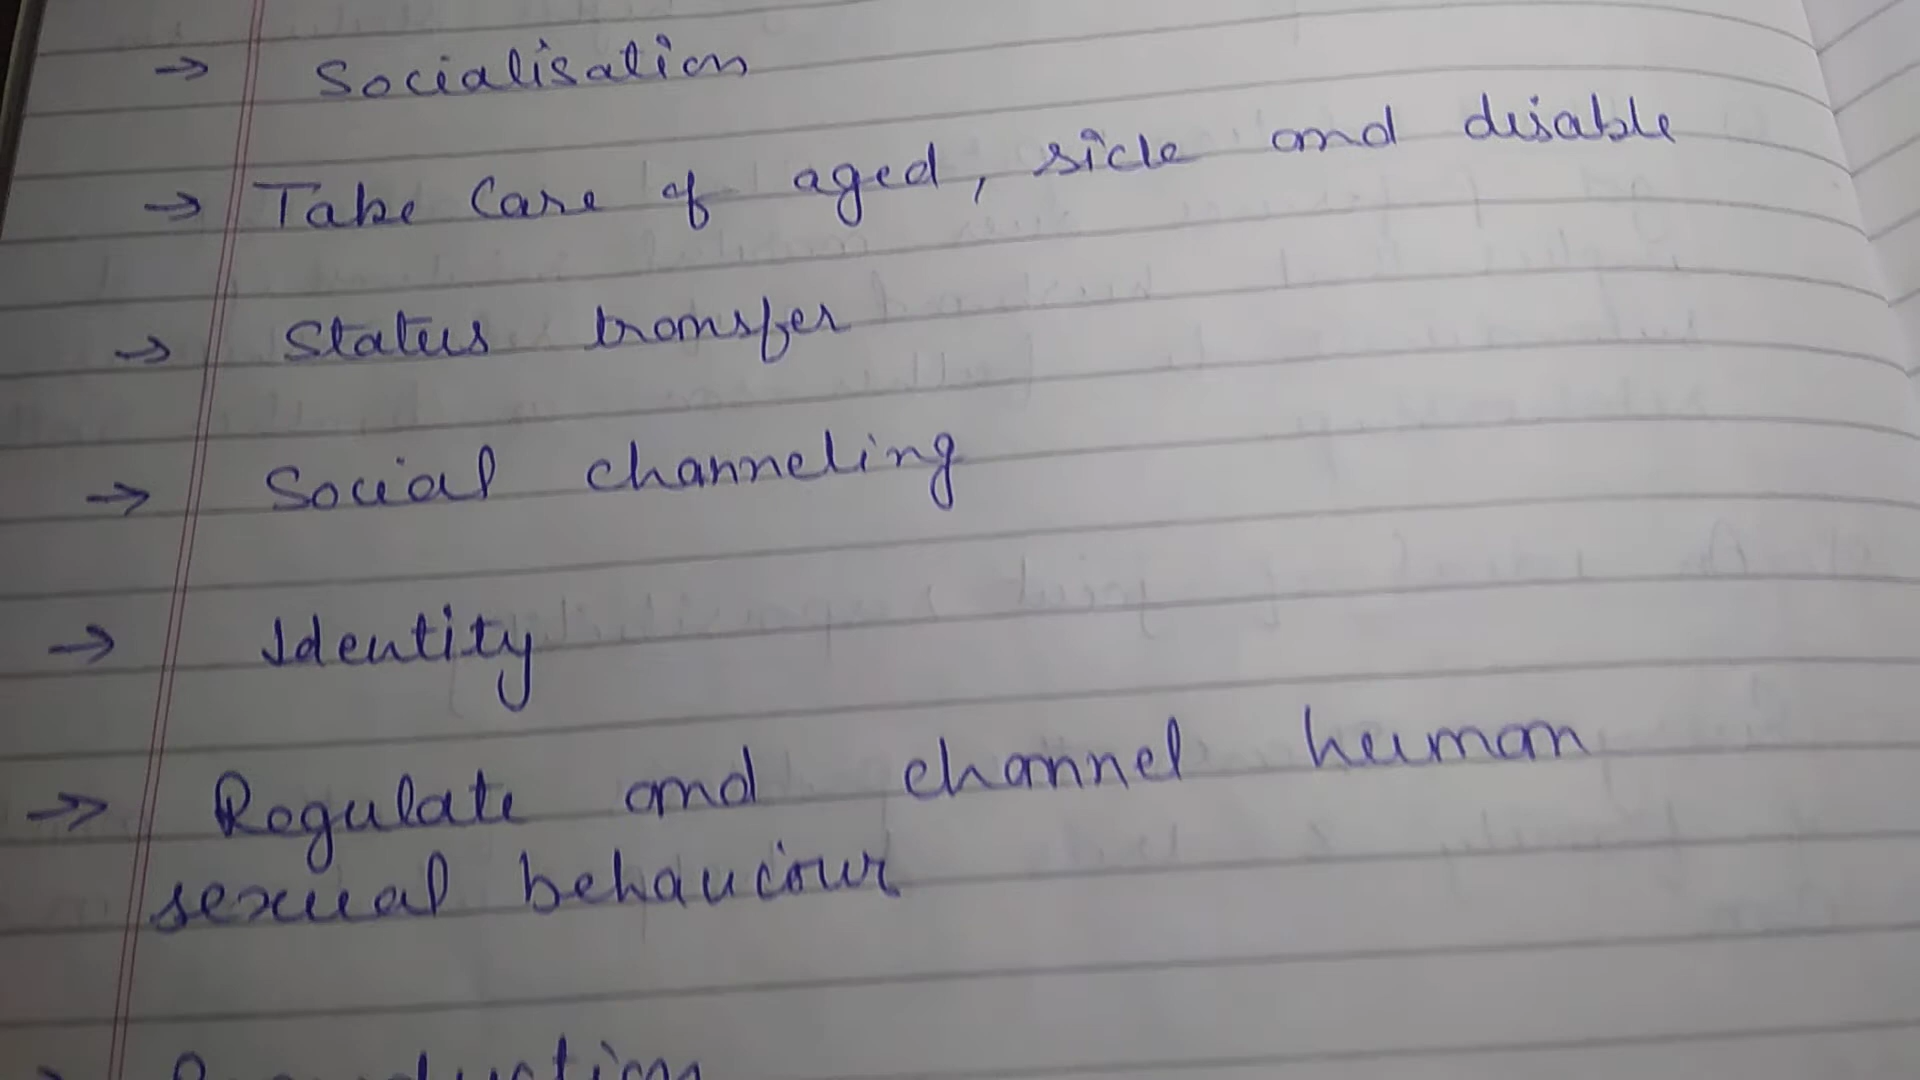 → Socialisation
→ Take Care of aged, sick and disable
→ Status transfer
→ Social channeling
→ Identity
→ Regulate and channel human
sexual behaviour